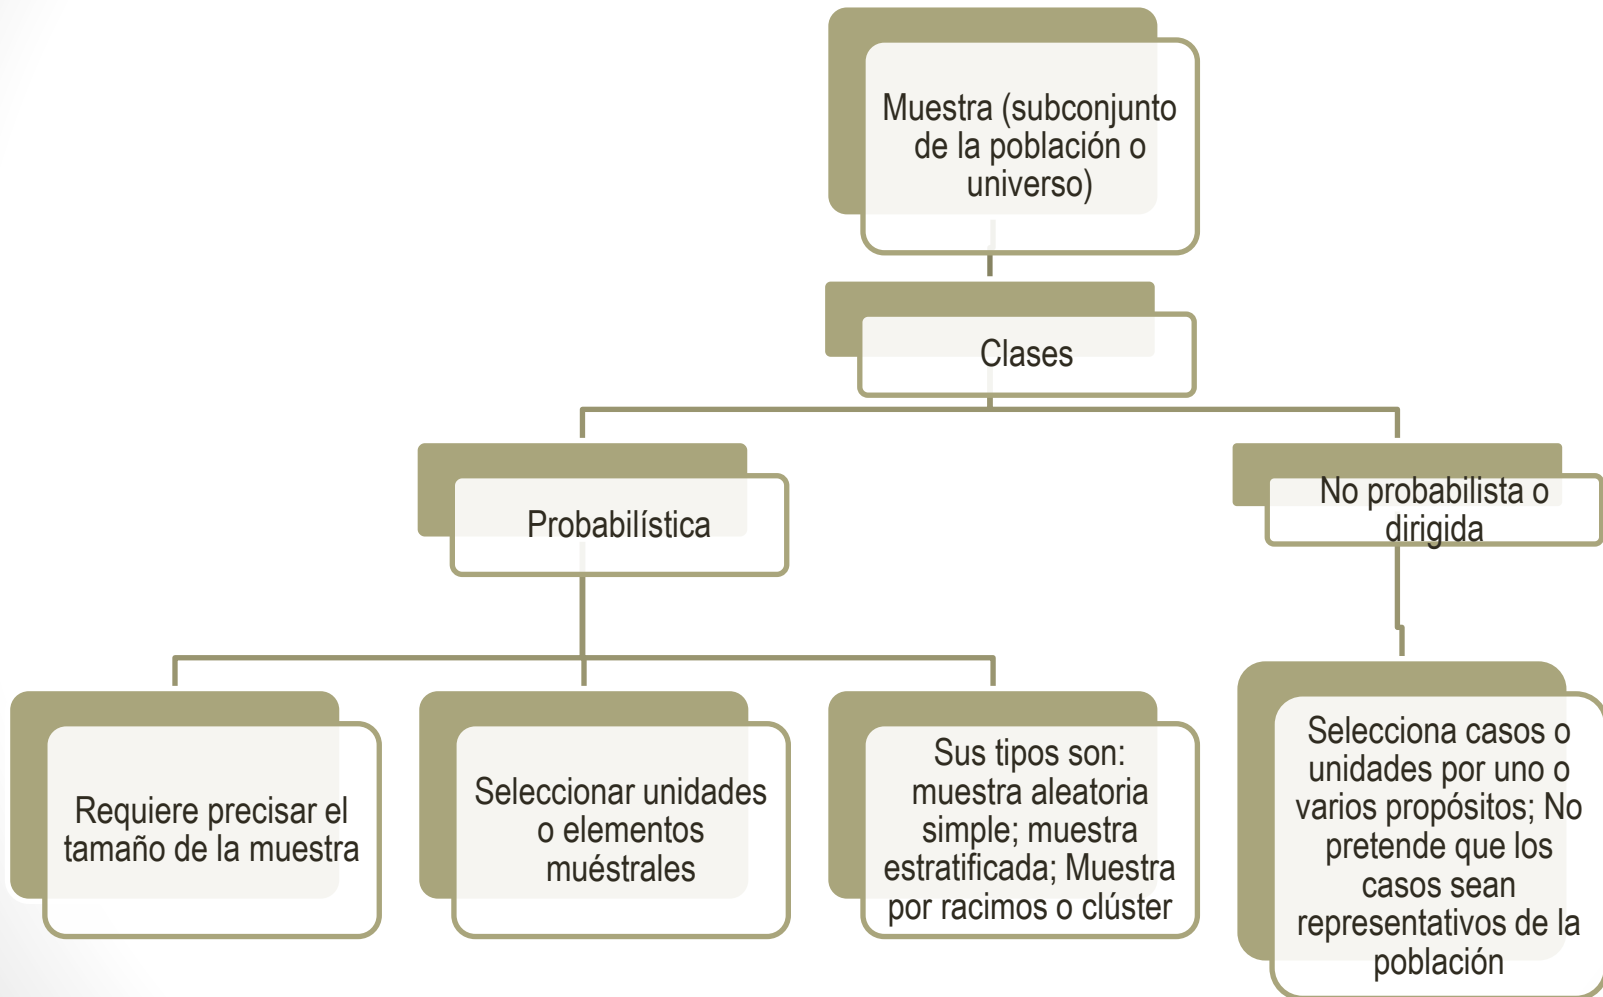 Muestra (subconjunto
de la población o
universo)
Clases
Probabilística
No probabilista o
dirigida
Requiere precisar el
tamaño de la muestra
Seleccionar unidades
o elementos
muéstrales
Sus tipos son:
muestra aleatoria
simple; muestra
estratificada; Muestra
por racimos o clúster
Selecciona casos o
unidades por uno o
varios propósitos; No
pretende que los
casos sean
representativos de la
población